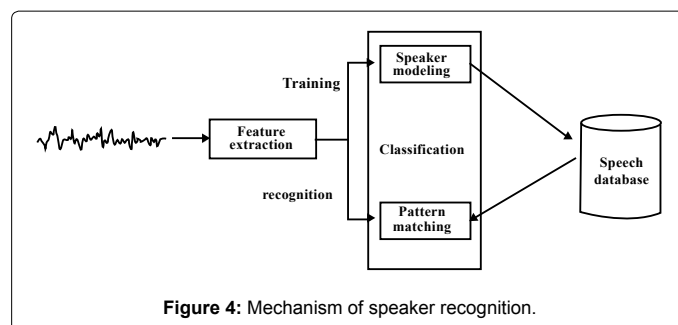 Speaker
modeling
Training
Feature
extraction
Classification
Speech
database
recognition
Pattern
matching
Figure 4: Mechanism of speaker recognition.